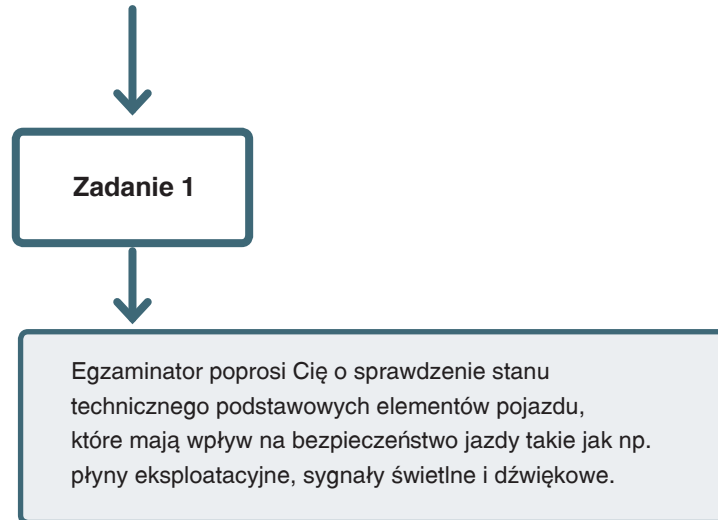 Zadanie 1
Egzaminator poprosi Cię o sprawdzenie stanu
technicznego podstawowych elementów pojazdu,
które mają wpływ na bezpieczeństwo jazdy takie jak np.
płyny eksploatacyjne, sygnały świetlne i dźwiękowe.